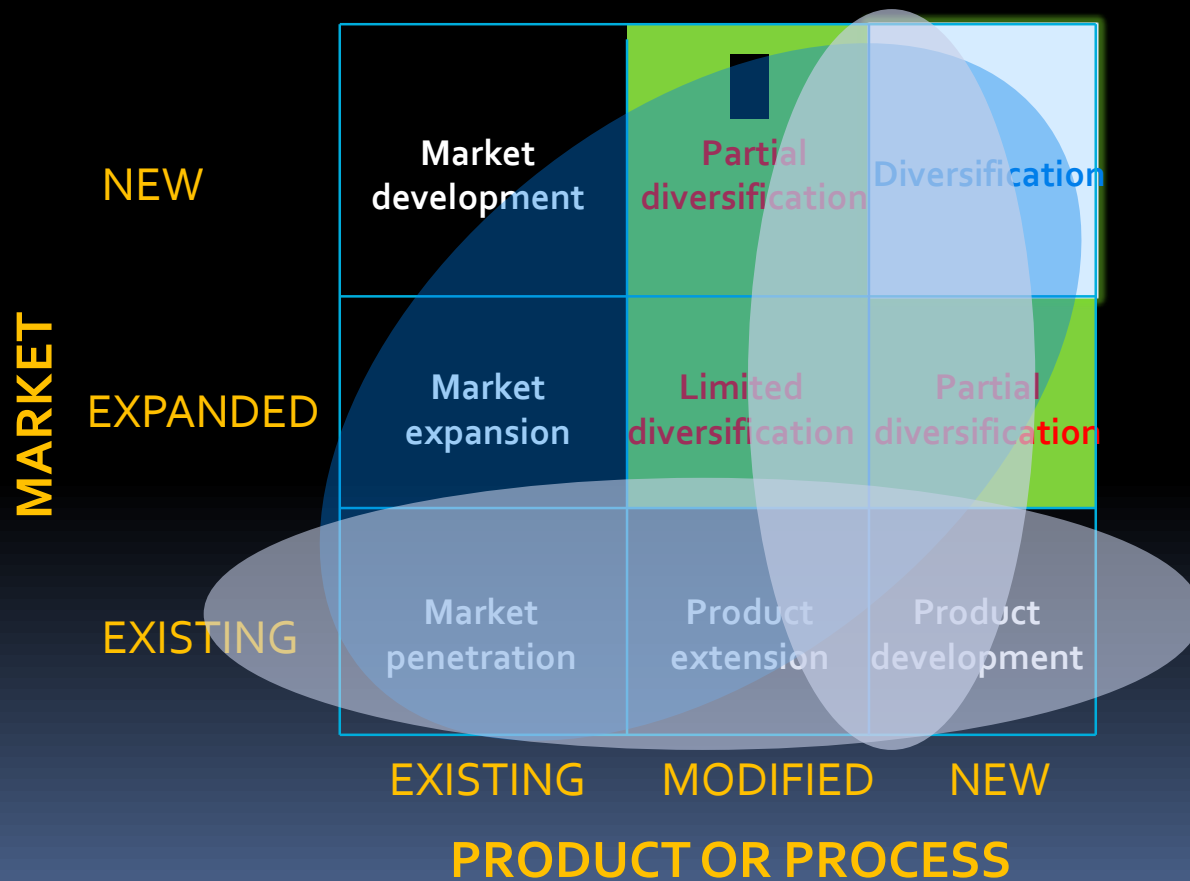 NEW
Market
development
Partial
diversification
Diversification
MARKET
EXPANDED
Market
expansion
Limited
diversification
Partial
diversification
EXISTING
Market
penetration
Product
extension
Product
development
EXISTING
MODIFIED
NEW
PRODUCT OR PROCESS